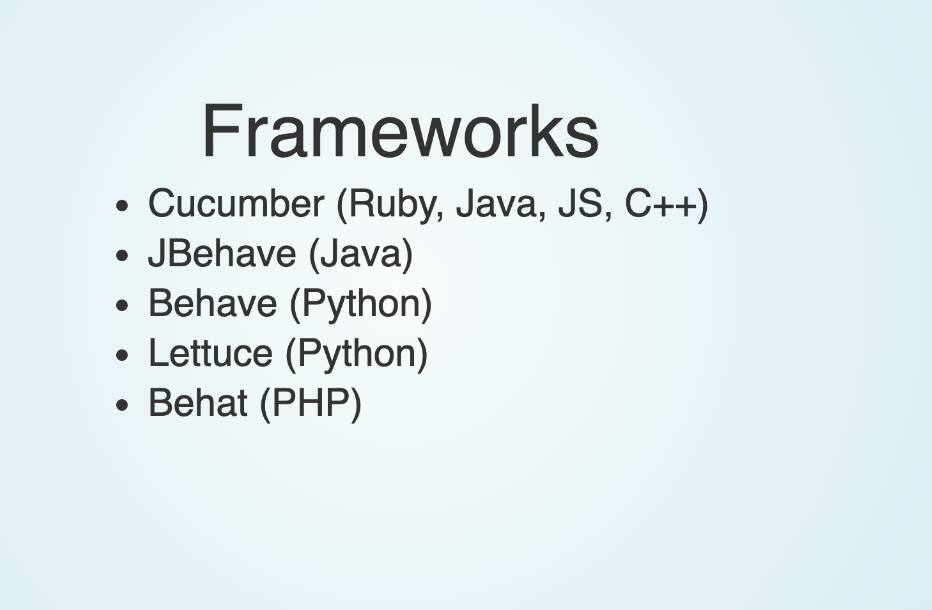 Frameworks
• Cucumber (Ruby, Java, JS, C++)
• JBehave (Java)
• Behave (Python)
• Lettuce (Python)
• Behat (PHP)